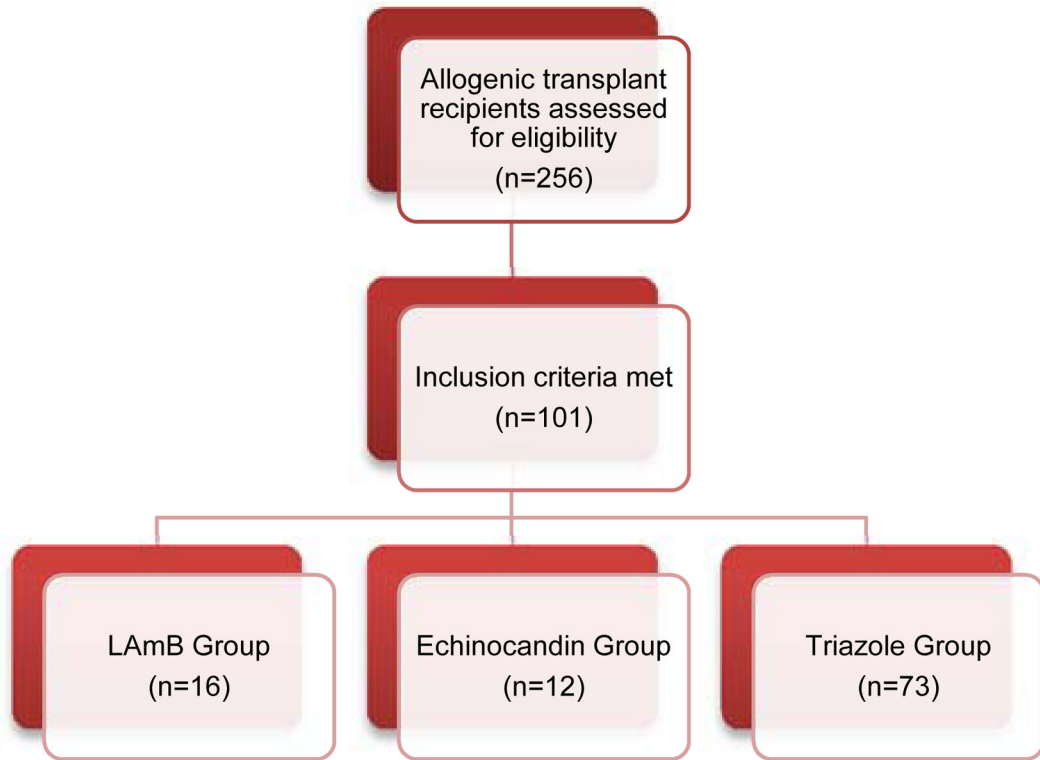 Allogenic transplant
recipients assessed
for eligibility
(n=256)
Inclusion criteria met
(n=101)
LAmB Group
(n=16)
Echinocandin Group
(n=12)
Triazole Group
(n=73)